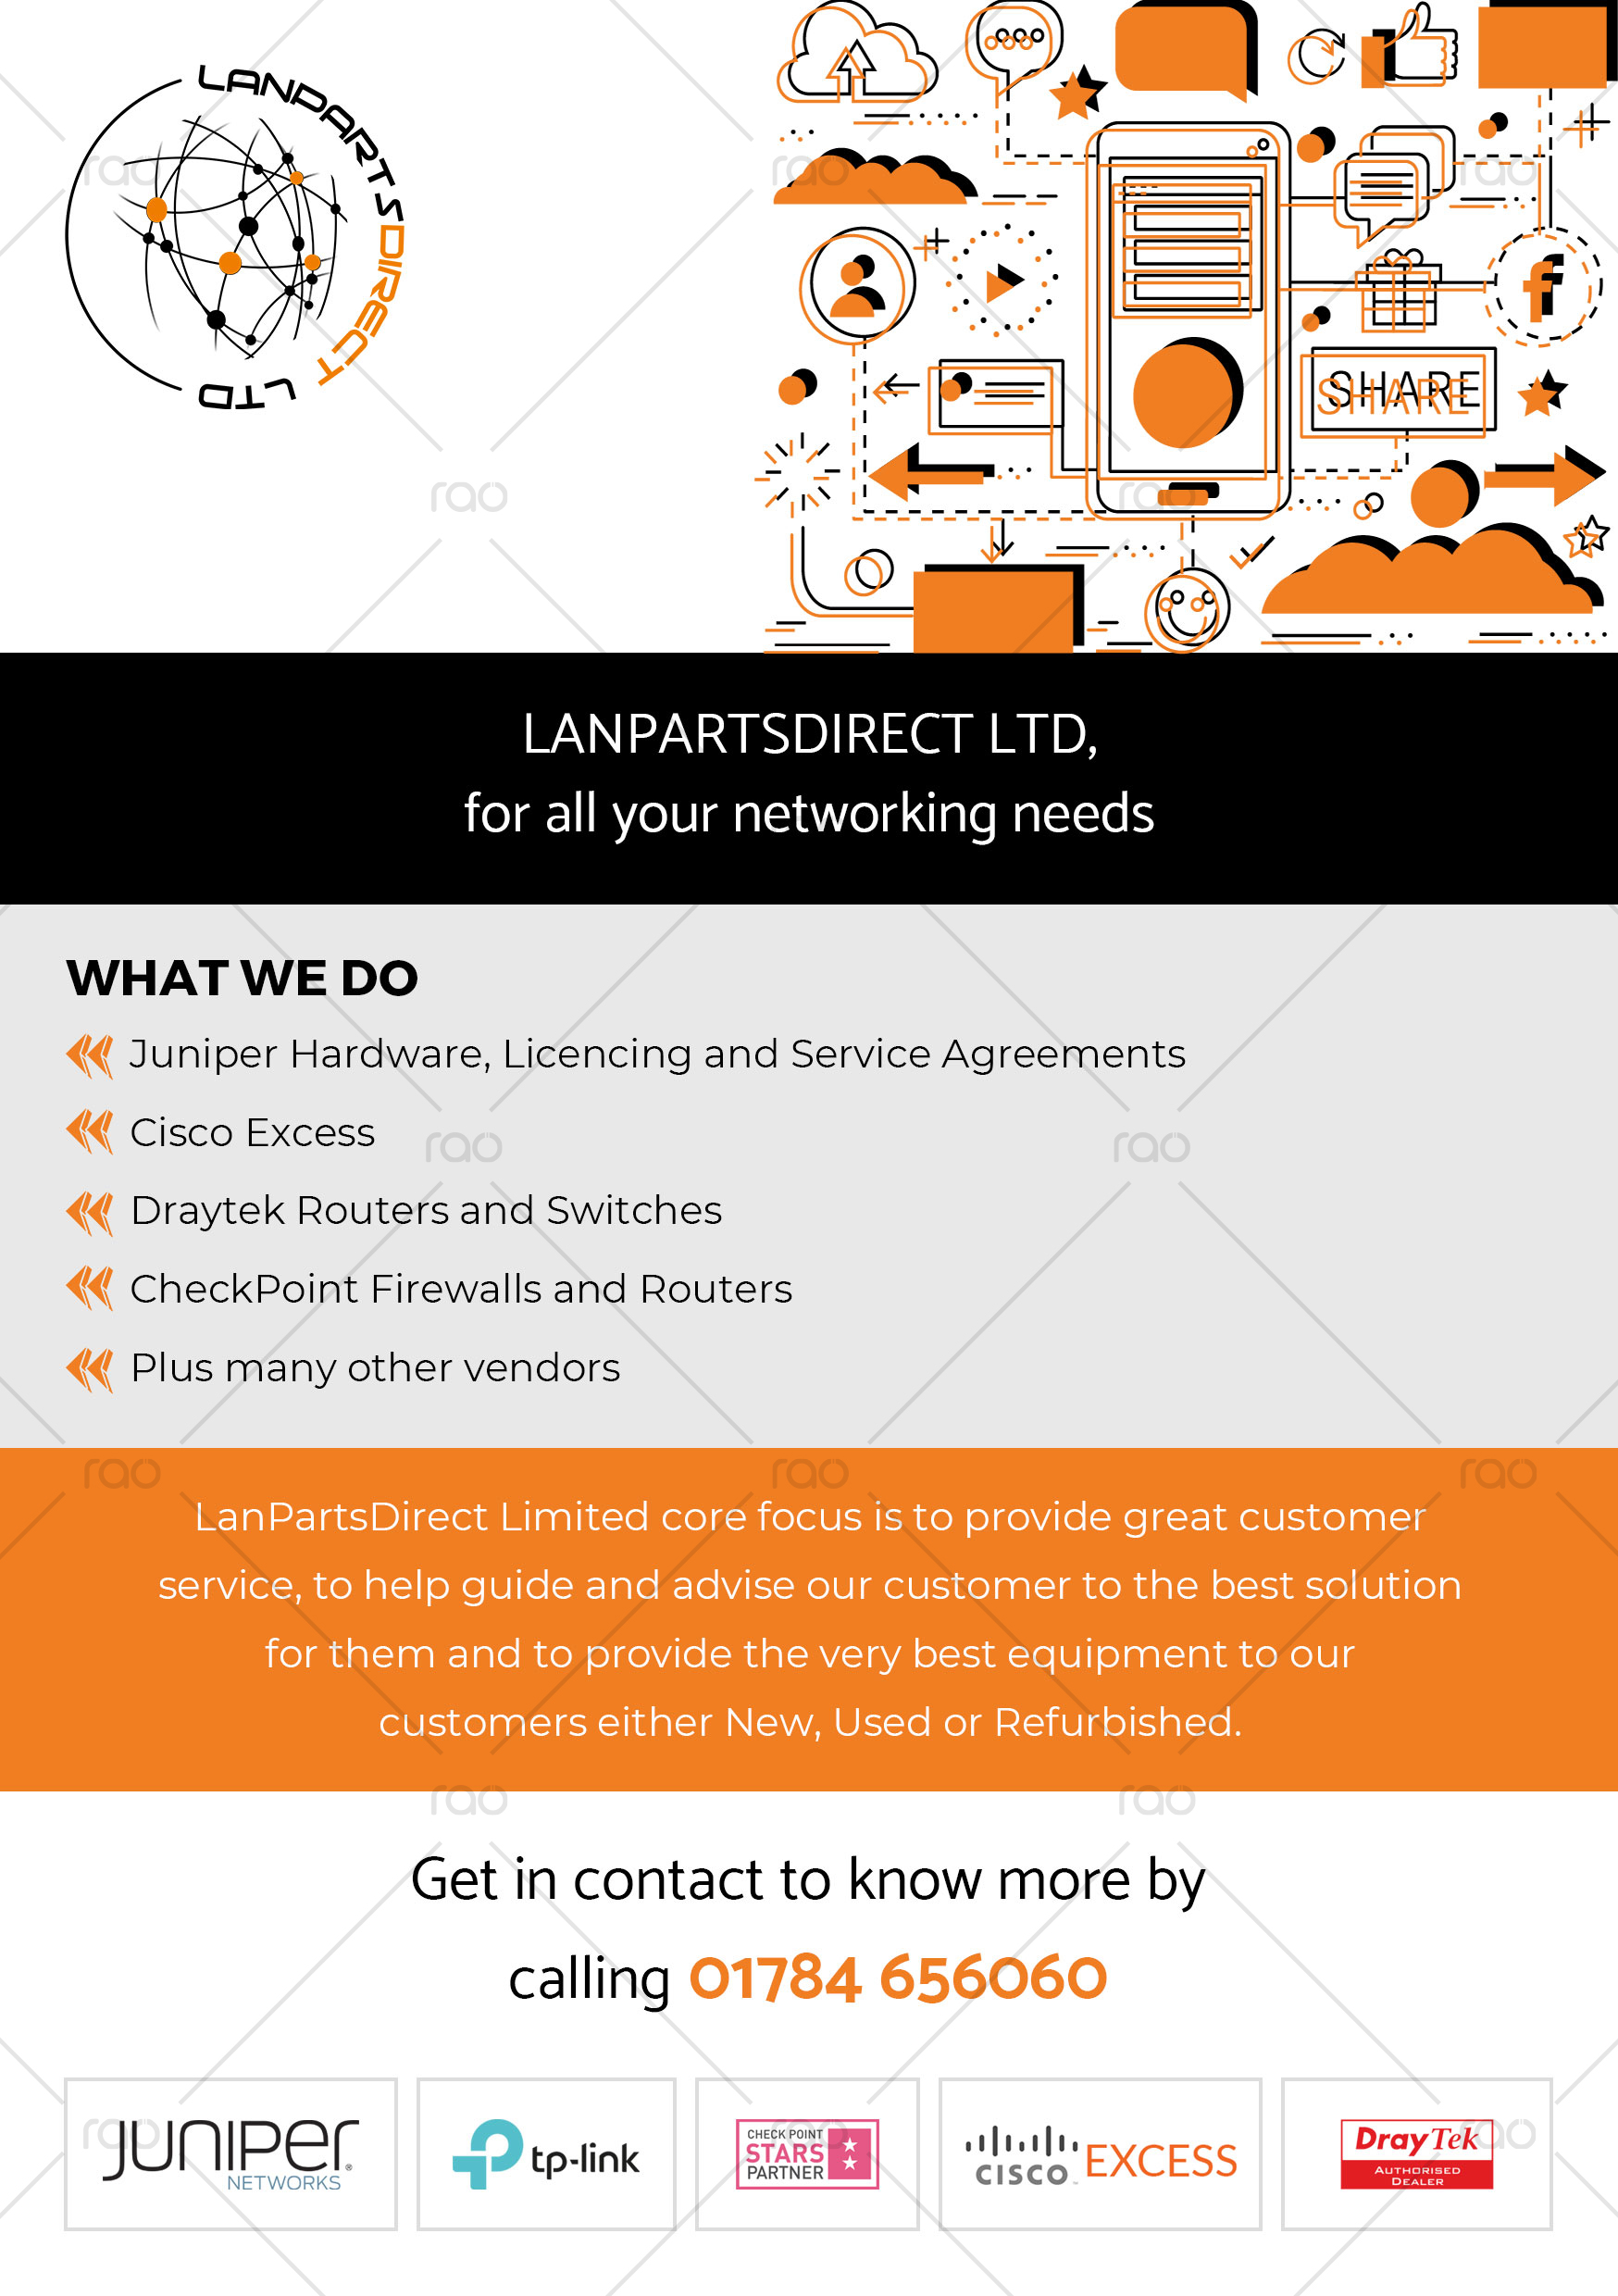 LANPARTSDIRECT LTD
SHARE
LANPARTSDIRECT LTD,
for all your networking needs
WHAT WE DO
Juniper Hardware, Licencing and Service Agreements
Cisco Excess
Draytek Routers and Switches
CheckPoint Firewalls and Routers
Plus many other vendors
LanPartsDirect Limited core focus is to provide great customer
service, to help guide and advise our customer to the best solution
for them and to provide the very best equipment to our
customers either New, Used or Refurbished.
Get in contact to know more by
calling 01784 656060
JUNIPER
NETWORKS
tp-link
CHECK POINT
STARS
PARTNER
CISCO EXCESS
DrayTek
AUTHORISED
DEALER
rao